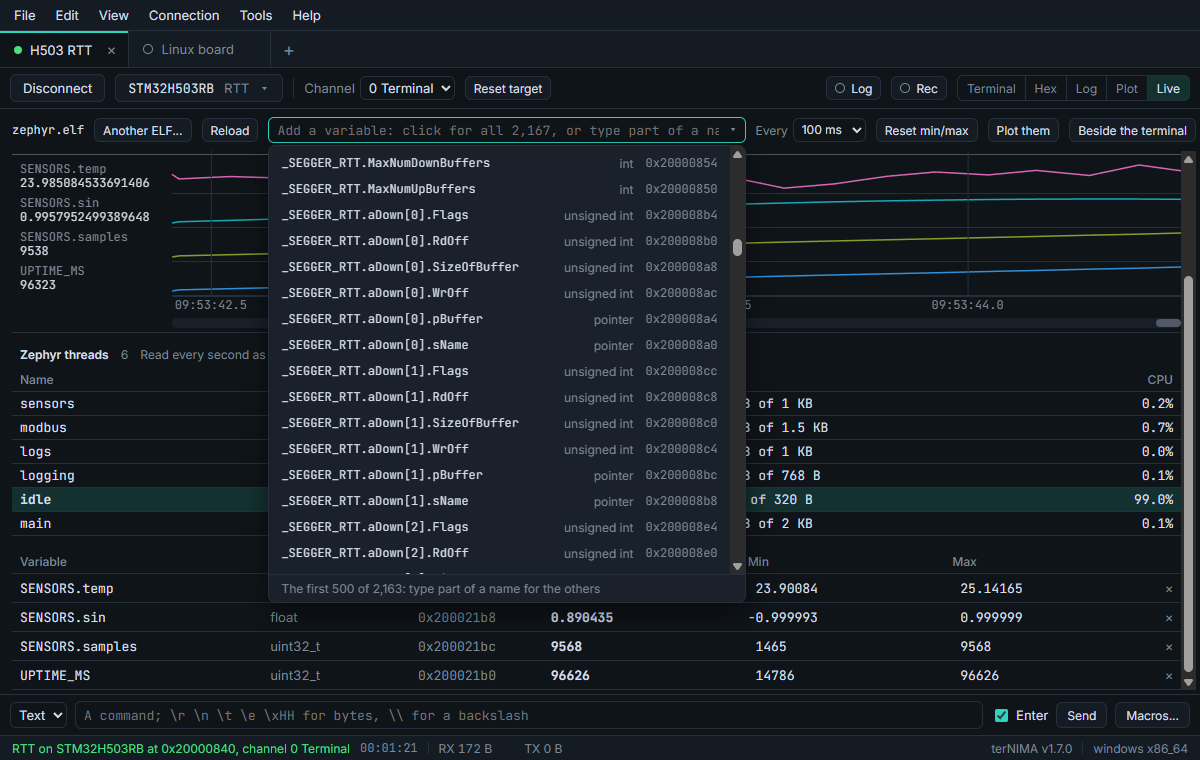 File Edit View Connection Tools Help
H503 RTT × Linux board +
Disconnect STM32H503RB RTT Channel 0 Terminal Reset target Log Rec Terminal Hex Log Plot Live
zephyr.elf Another ELF... Reload Add a variable: click for all 2,167, or type part of a na Every 100 ms Reset min/max Plot them Beside the terminal
SENSORS.temp
23.985084533691406
SENSORS.sin
0.9957952499389648
SENSORS.samples
9538
UPTIME_MS
96323
09:53:42.5 5 09:53:44.0
_SEGGER_RTT.MaxNumDownBuffers int 0x20000854
_SEGGER_RTT.MaxNumUpBuffers int 0x20000850
_SEGGER_RTT.aDown[0].Flags unsigned int 0x200008b4
_SEGGER_RTT.aDown[0].RdOff unsigned int 0x200008b0
_SEGGER_RTT.aDown[0].SizeOfBuffer unsigned int 0x200008a8
_SEGGER_RTT.aDown[0].WrOff unsigned int 0x200008ac
_SEGGER_RTT.aDown[0].pBuffer pointer 0x200008a4
_SEGGER_RTT.aDown[0].sName pointer 0x200008a0
_SEGGER_RTT.aDown[1].Flags unsigned int 0x200008cc
_SEGGER_RTT.aDown[1].RdOff unsigned int 0x200008c8
_SEGGER_RTT.aDown[1].SizeOfBuffer unsigned int 0x200008c0
_SEGGER_RTT.aDown[1].WrOff unsigned int 0x200008c4
_SEGGER_RTT.aDown[1].pBuffer pointer 0x200008bc
_SEGGER_RTT.aDown[1].sName pointer 0x200008b8
_SEGGER_RTT.aDown[2].Flags unsigned int 0x200008e4
_SEGGER_RTT.aDown[2].RdOff unsigned int 0x200008e0
The first 500 of 2,163: type part of a name for the others
Zephyr threads 6 Read every second as
Name CPU
sensors of 1 KB 0.2%
modbus of 1.5 KB 0.7%
logs of 1 KB 0.0%
logging of 768 B 0.1%
idle of 320 B 99.0%
main of 2 KB 0.1%
Variable Min Max
SENSORS.temp 23.90084 25.14165 ×
SENSORS.sin float 0x200021b8 0.890435 -0.999993 0.999999 ×
SENSORS.samples uint32_t 0x200021bc 9568 1465 9568 ×
UPTIME_MS uint32_t 0x200021b0 96626 14786 96626 ×
Text A command; \r \n \t \e \xHH for bytes, \\ for a backslash Enter Send Macros...
RTT on STM32H503RB at 0x20000840, channel 0 Terminal 00:01:21 RX 172 B TX 0 B terNIMA v1.7.0 windows x86_64